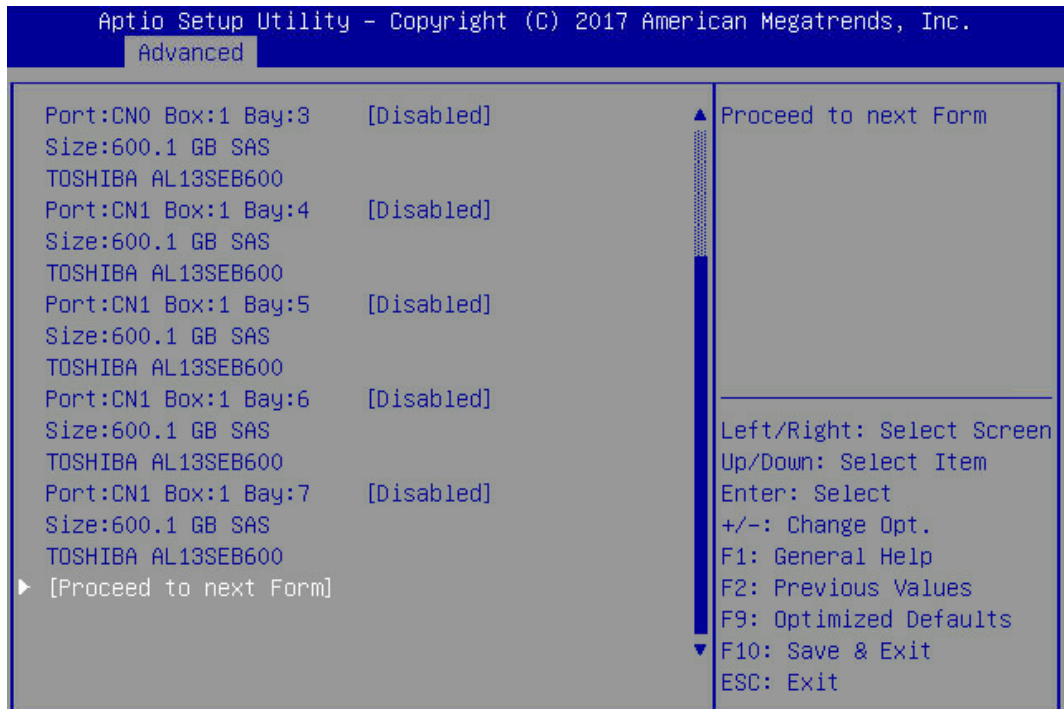 Aptio Setup Utility – Copyright (C) 2017 American Megatrends, Inc.
Advanced
Port:CN0 Box:1 Bay:3 [Disabled]
Size:600.1 GB SAS
TOSHIBA AL13SEB600
Port:CN1 Box:1 Bay:4 [Disabled]
Size:600.1 GB SAS
TOSHIBA AL13SEB600
Port:CN1 Box:1 Bay:5 [Disabled]
Size:600.1 GB SAS
TOSHIBA AL13SEB600
Port:CN1 Box:1 Bay:6 [Disabled]
Size:600.1 GB SAS
TOSHIBA AL13SEB600
Port:CN1 Box:1 Bay:7 [Disabled]
Size:600.1 GB SAS
TOSHIBA AL13SEB600
[Proceed to next Form]
Proceed to next Form
Left/Right: Select Screen
Up/Down: Select Item
Enter: Select
+/-: Change Opt.
F1: General Help
F2: Previous Values
F9: Optimized Defaults
F10: Save & Exit
ESC: Exit